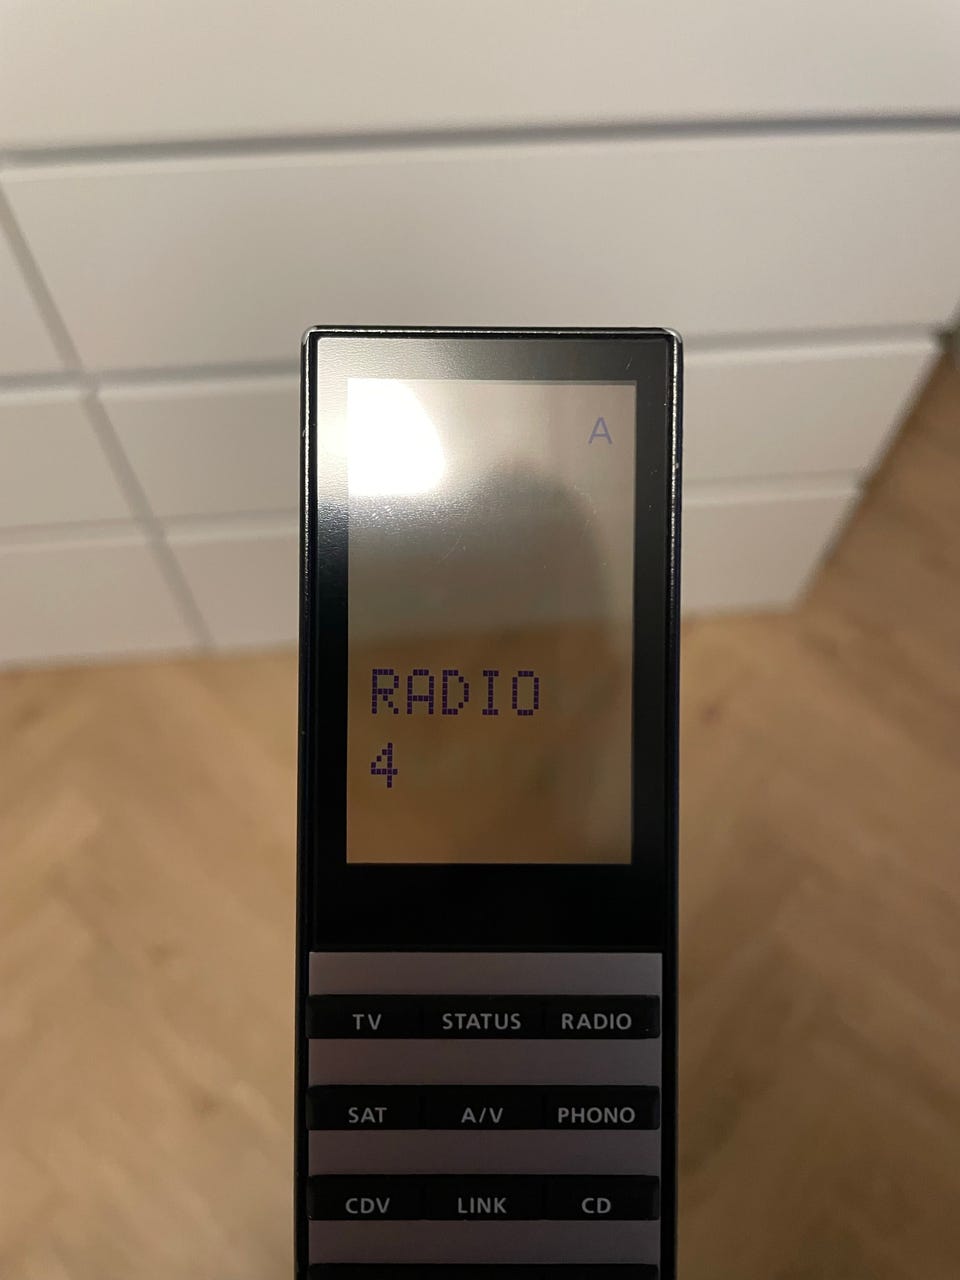 A
RADIO
4
TV STATUS RADIO
SAT A/V PHONO
CDV LINK CD